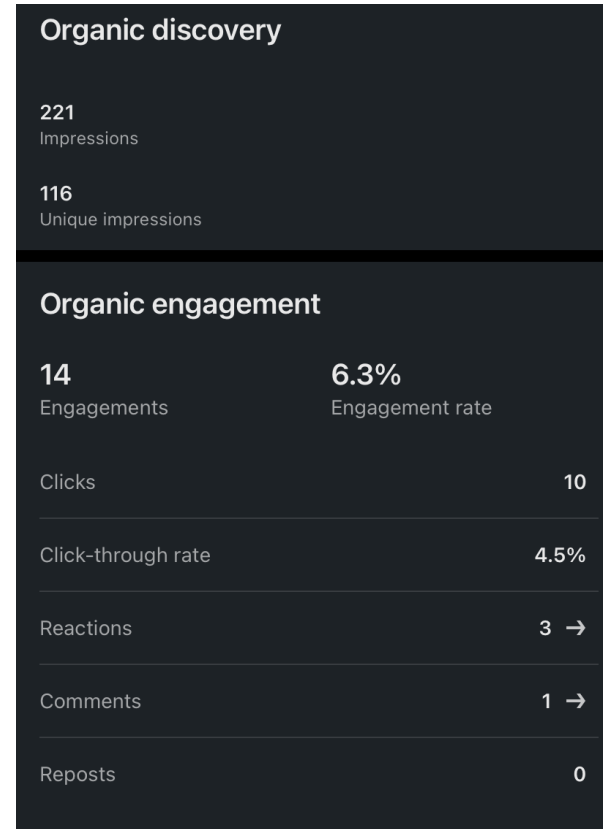 Organic discovery
221
Impressions
116
Unique impressions
Organic engagement
14 6.3%
Engagements Engagement rate
Clicks 10
Click-through rate 4.5%
Reactions 3 →
Comments 1 →
Reposts 0